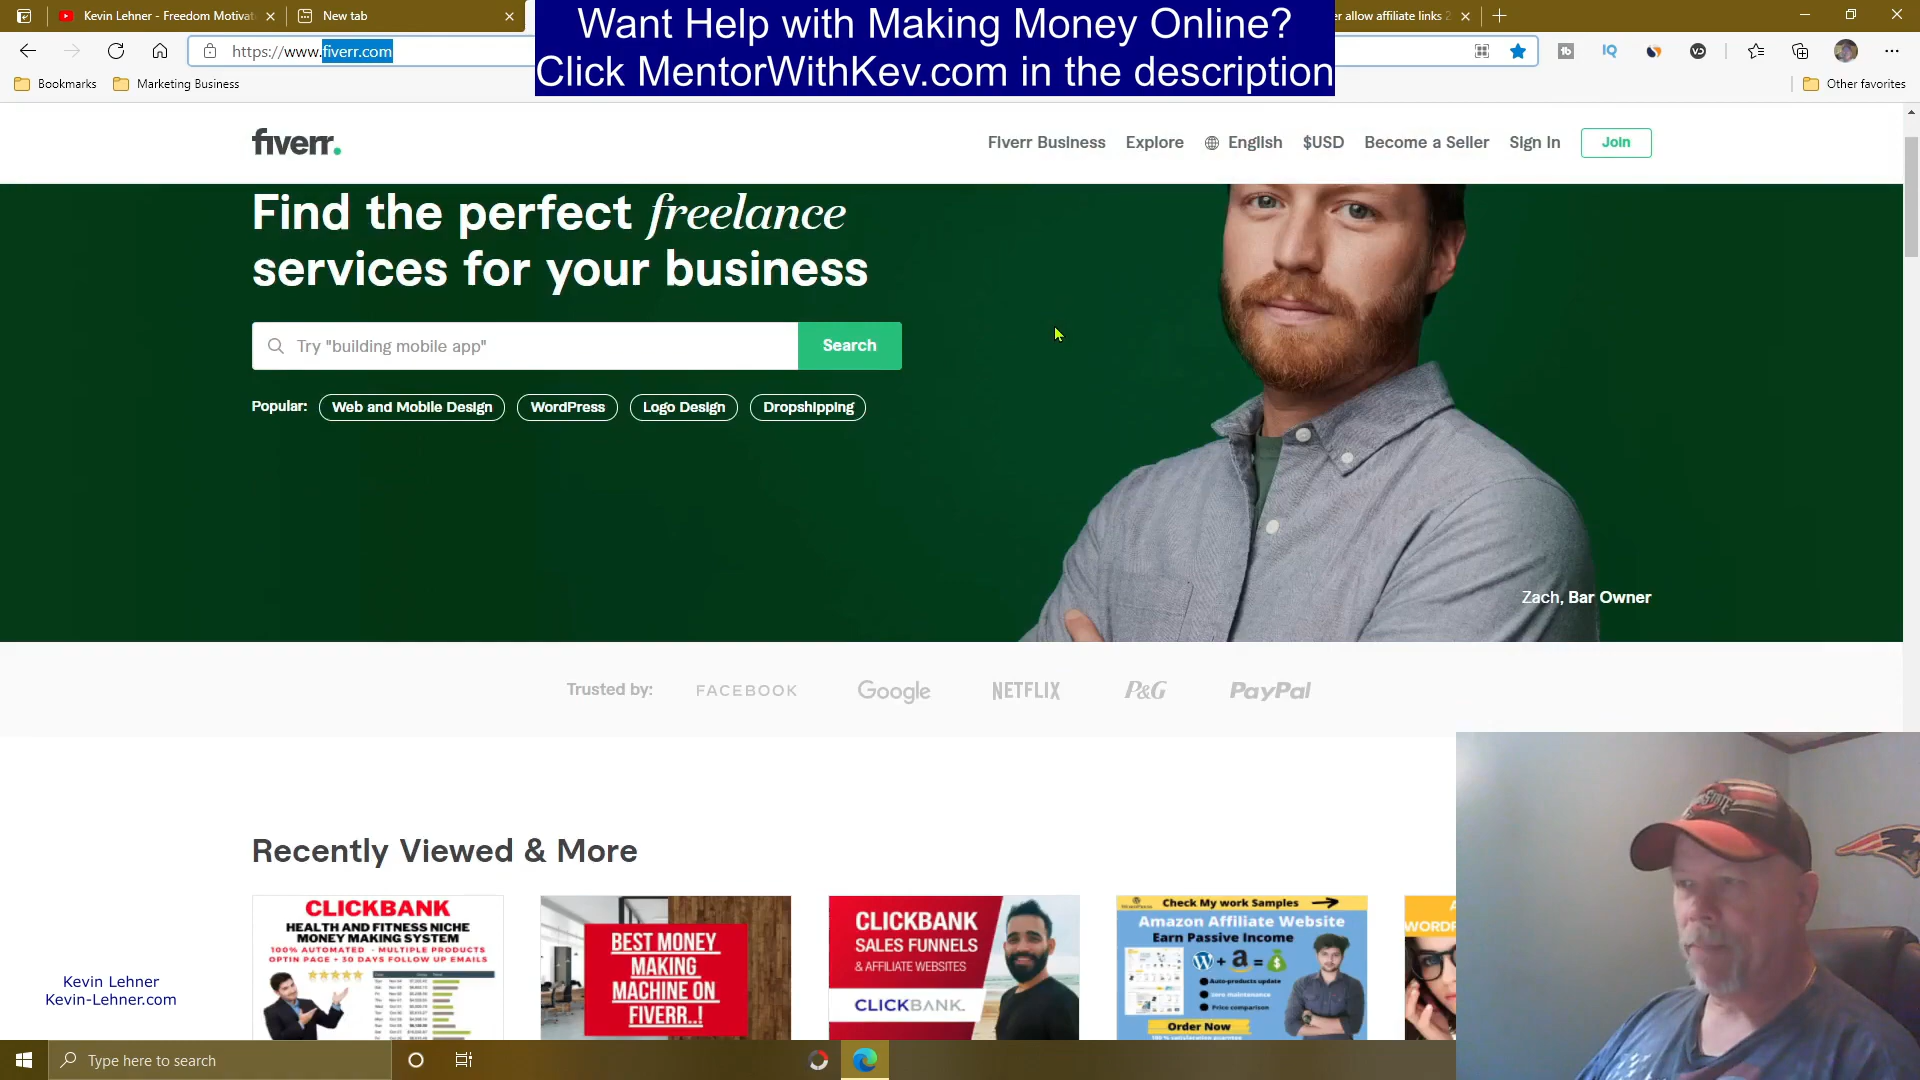 Kevin Lehner - Freedom Motivat
New tab
er allow affiliate links 2
Want Help with Making Money Online?
Click MentorWithKev.com in the description
https://www.fiverr.com
Bookmarks
Marketing Business
Other favorites
fiverr.
Fiverr Business
Explore
English
$USD
Become a Seller
Sign In
Join
Find the perfect freelance
services for your business
Try "building mobile app"
Search
Popular:
Web and Mobile Design
WordPress
Logo Design
Dropshipping
Zach, Bar Owner
Trusted by:
FACEBOOK
Google
NETFLIX
P&G
PayPal
Recently Viewed & More
CLICKBANK
HEALTH AND FITNESS NICHE
MONEY MAKING SYSTEM
100% AUTOMATED - MULTIPLE PRODUCTS
OPTIN PAGE + 30 DAYS FOLLOW UP EMAILS
BEST MONEY
MAKING
MACHINE ON
FIVERR..!
CLICKBANK
SALES FUNNELS
& AFFILIATE WEBSITES
CLICKBANK
Check My work Samples
Amazon Affiliate Website
Earn Passive Income
W + a = $
Auto-products update
Zero maintenance
Price comparison
Order Now
WORDPR
Kevin Lehner
Kevin-Lehner.com
Type here to search